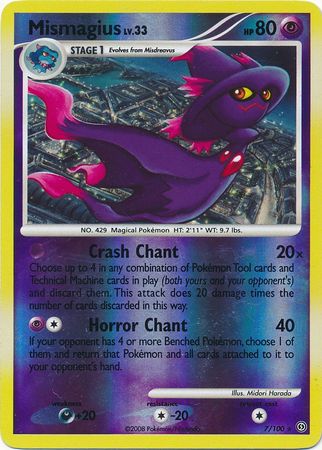 Mismagius LV.33 HP 80
STAGE 1 Evolves from Misdreavus
NO. 429 Magical Pokémon HT: 2'11" WT: 9.7 lbs.
Crash Chant 20×
Choose up to 4 in any combination of Pokémon Tool cards and
Technical Machine cards in play (both yours and your opponent's)
and discard them. This attack does 20 damage times the
number of cards discarded in this way.
Horror Chant 40
If your opponent has 4 or more Benched Pokémon, choose 1 of
them and return that Pokémon and all cards attached to it to
your opponent's hand.
Illus. Midori Harada
weakness resistance retreat cost
+20 -20
©2008 Pokémon/Nintendo 7/100 ★